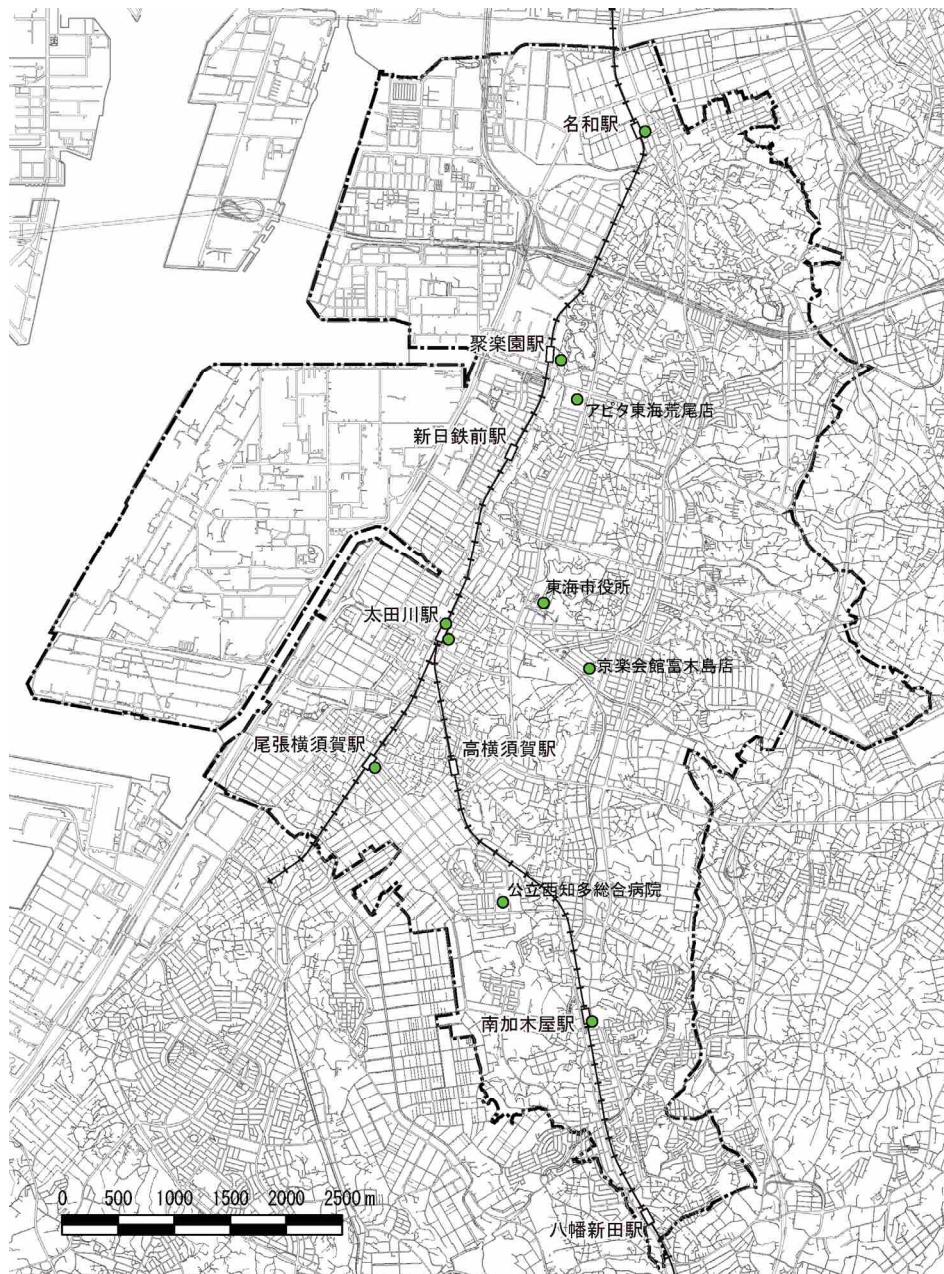 名和駅
聚楽園駅
アピタ東海荒尾店
新日鉄前駅
東海市役所
太田川駅
京楽会館富木島店
尾張横須賀駅
高横須賀駅
公立西知多総合病院
南加木屋駅
0 500 1000 1500 2000 2500m
八幡新田駅